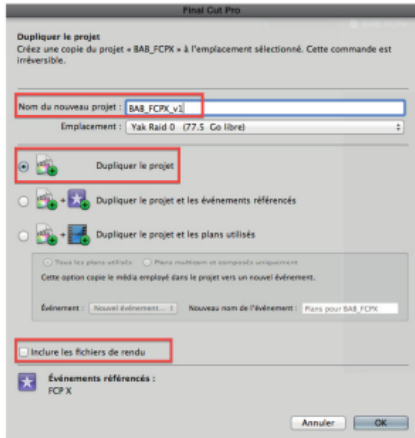 Final Cut Pro
Dupliquer le projet
Créez une copie du projet « BAB_FCPX » à l'emplacement sélectionné. Cette commande est
irréversible.
Nom du nouveau projet : BAB_FCPX_v1
Emplacement : Yak Raid 0 (77.5 Go libre)
Dupliquer le projet
+ Dupliquer le projet et les événements référencés
+ Dupliquer le projet et les plans utilisés
Tous les plans utilisés Plans multicam et composés uniquement
Cette option copie le média employé dans le projet vers un nouvel événement.
Événement : Nouvel événement... Nouveau nom de l'événement : Plans pour BAB_FCPX
Inclure les fichiers de rendu
Événements référencés :
FCP X
Annuler OK